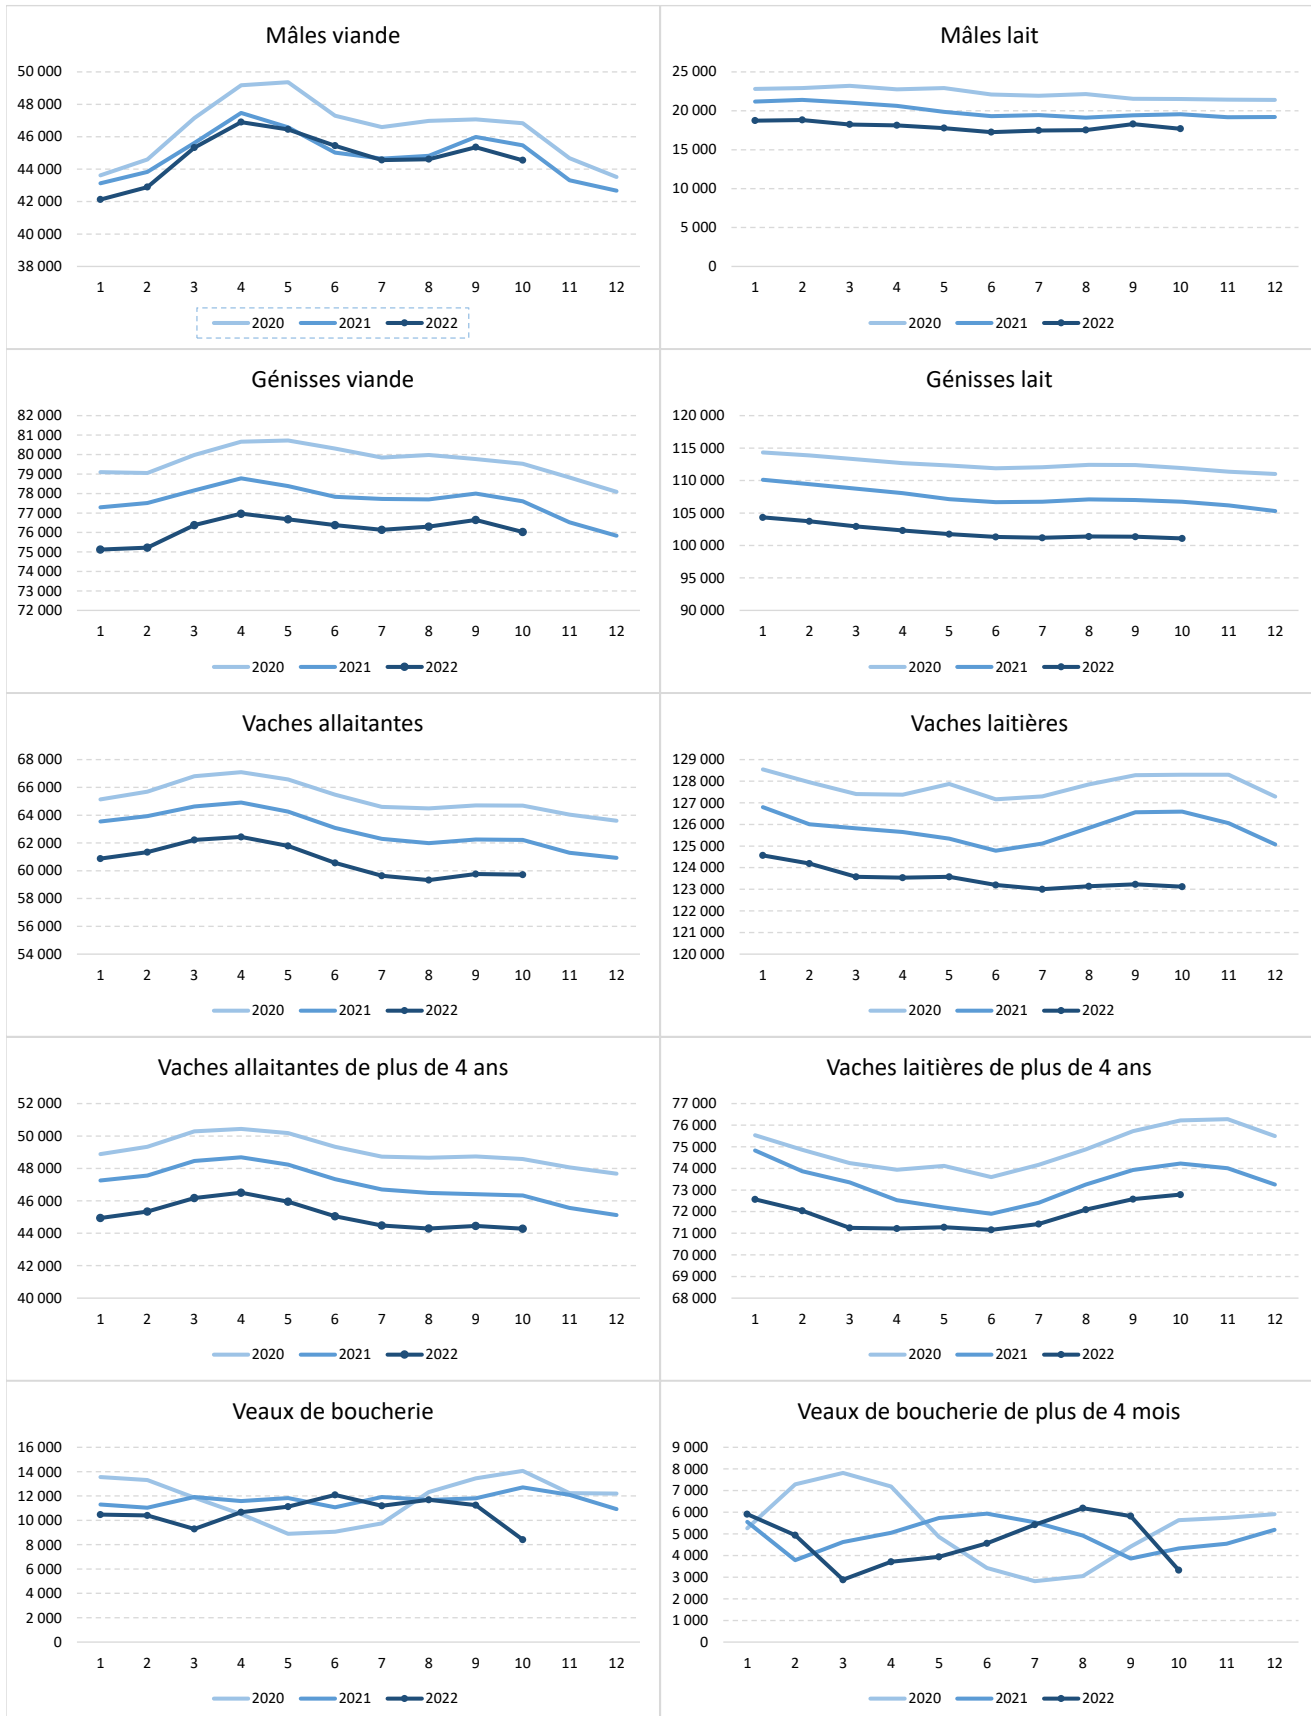 Mâles viande
50 000
48 000
46 000
44 000
42 000
40 000
38 000
1 2 3 4 5 6 7 8 9 10 11 12
2020 2021 2022
Mâles lait
25 000
20 000
15 000
10 000
5 000
0
1 2 3 4 5 6 7 8 9 10 11 12
2020 2021 2022
Génisses viande
82 000
81 000
80 000
79 000
78 000
77 000
76 000
75 000
74 000
73 000
72 000
1 2 3 4 5 6 7 8 9 10 11 12
2020 2021 2022
Génisses lait
120 000
115 000
110 000
105 000
100 000
95 000
90 000
1 2 3 4 5 6 7 8 9 10 11 12
2020 2021 2022
Vaches allaitantes
68 000
66 000
64 000
62 000
60 000
58 000
56 000
54 000
1 2 3 4 5 6 7 8 9 10 11 12
2020 2021 2022
Vaches laitières
129 000
128 000
127 000
126 000
125 000
124 000
123 000
122 000
121 000
120 000
1 2 3 4 5 6 7 8 9 10 11 12
2020 2021 2022
Vaches allaitantes de plus de 4 ans
52 000
50 000
48 000
46 000
44 000
42 000
40 000
1 2 3 4 5 6 7 8 9 10 11 12
2020 2021 2022
Vaches laitières de plus de 4 ans
77 000
76 000
75 000
74 000
73 000
72 000
71 000
70 000
69 000
68 000
1 2 3 4 5 6 7 8 9 10 11 12
2020 2021 2022
Veaux de boucherie
16 000
14 000
12 000
10 000
8 000
6 000
4 000
2 000
0
1 2 3 4 5 6 7 8 9 10 11 12
2020 2021 2022
Veaux de boucherie de plus de 4 mois
9 000
8 000
7 000
6 000
5 000
4 000
3 000
2 000
1 000
0
1 2 3 4 5 6 7 8 9 10 11 12
2020 2021 2022